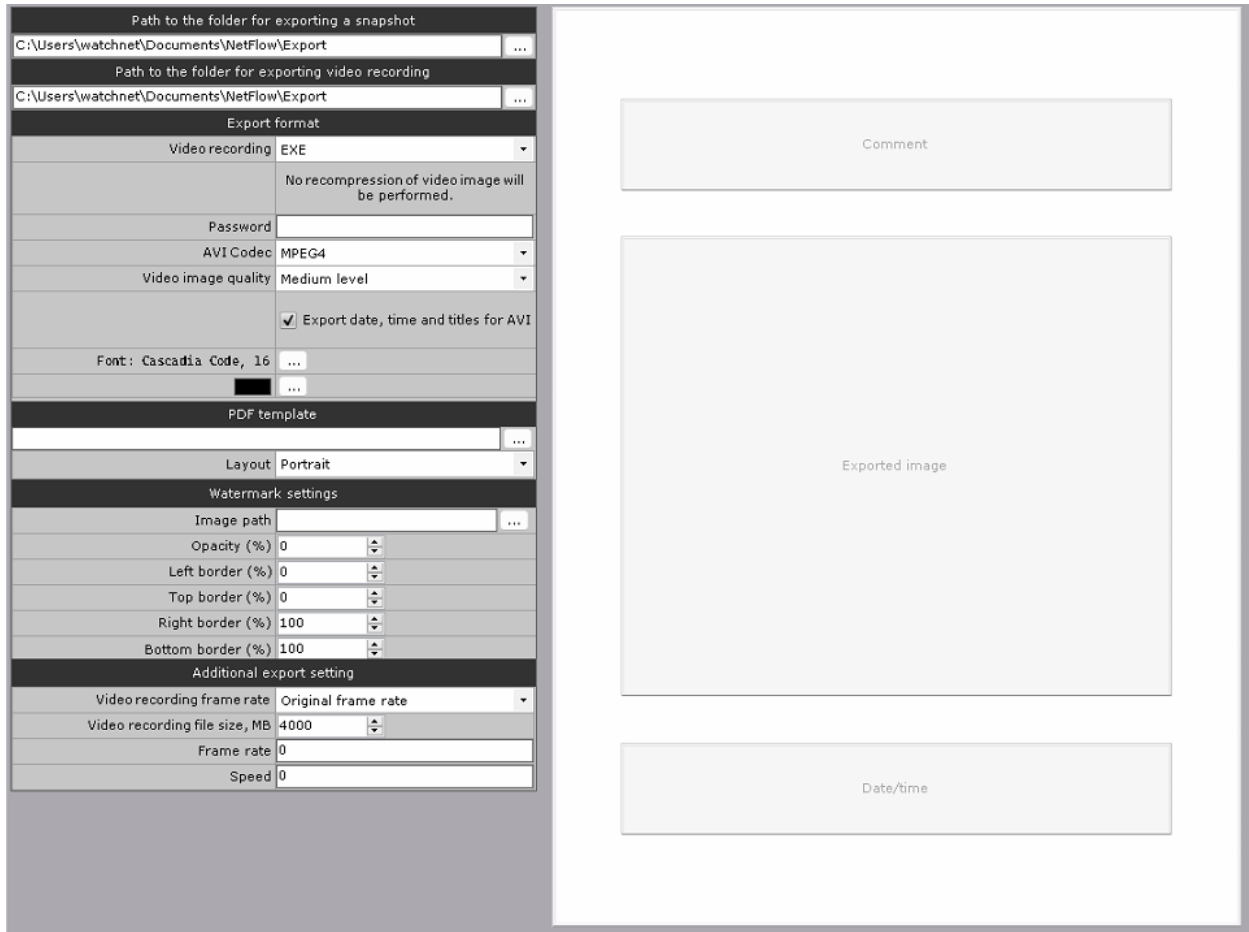 Path to the folder for exporting a snapshot
C:\Users\watchnet\Documents\NetFlow\Export ...
Path to the folder for exporting video recording
C:\Users\watchnet\Documents\NetFlow\Export ...
Export format
Video recording EXE
No recompression of video image will
be performed.
Password
AVI Codec MPEG4
Video image quality Medium level
Export date, time and titles for AVI
Font: Cascadia Code, 16 ...
...
PDF template
...
Layout Portrait
Watermark settings
Image path ...
Opacity (%) 0
Left border (%) 0
Top border (%) 0
Right border (%) 100
Bottom border (%) 100
Additional export setting
Video recording frame rate Original frame rate
Video recording file size, MB 4000
Frame rate 0
Speed 0
Comment
Exported image
Date/time